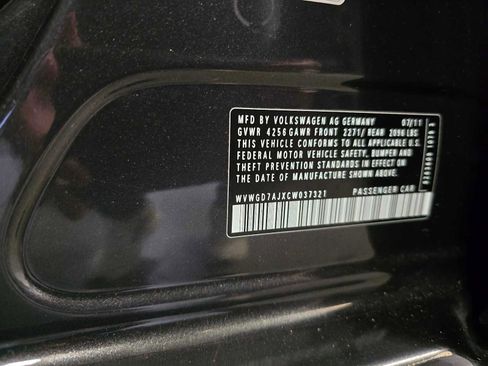 MFD BY VOLKSWAGEN AG GERMANY 07/11
GVWR 4256 GAWR FRONT 2271/ REAR 2096 LBS
THIS VEHICLE CONFORMS TO ALL APPLICABLE U.S.
FEDERAL MOTOR VEHICLE SAFETY, BUMPER AND
THEFT PREVENTION STANDARDS IN EFFECT ON
THE DATE OF MANUFACTURE SHOWN ABOVE.
WVWGD7AJXCW037321 PASSENGER CAR